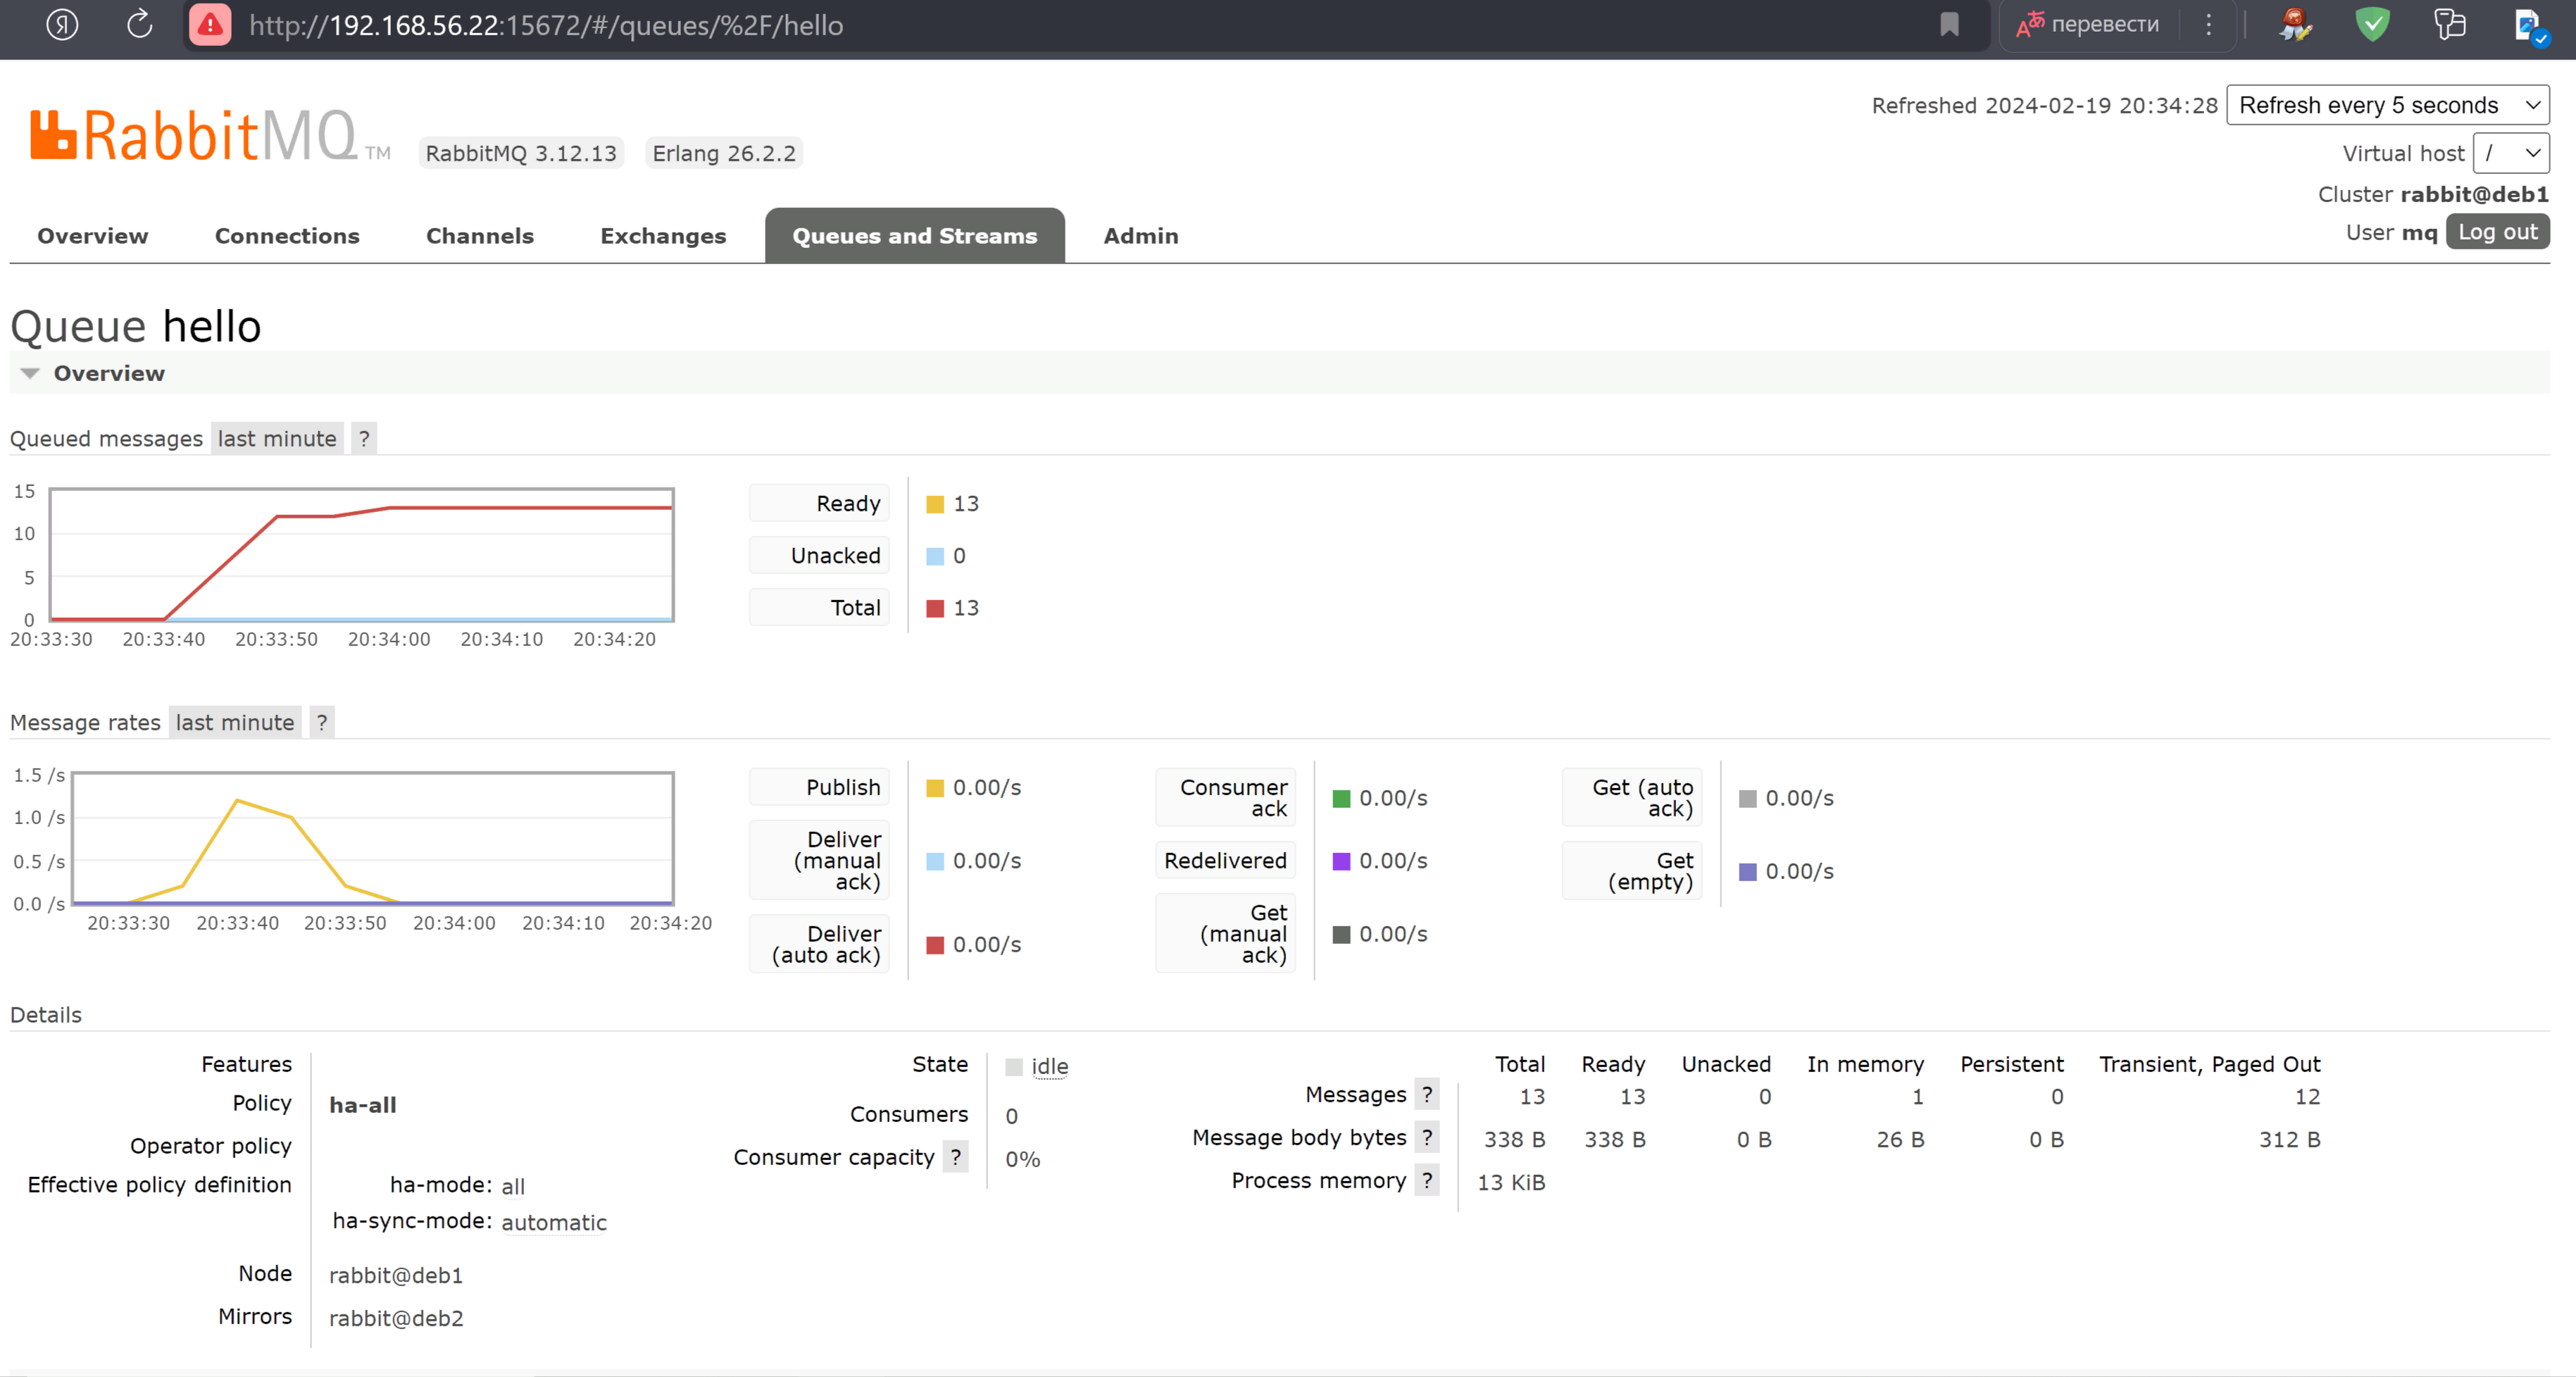 http://192.168.56.22:15672/#/queues/%2F/hello
перевести
RabbitMQ TM
RabbitMQ 3.12.13 Erlang 26.2.2
Refreshed 2024-02-19 20:34:28 Refresh every 5 seconds
Virtual host /
Cluster rabbit@deb1
User mq Log out
Overview Connections Channels Exchanges Queues and Streams Admin
Queue hello
Overview
Queued messages last minute ?
15
10
5
0
20:33:30 20:33:40 20:33:50 20:34:00 20:34:10 20:34:20
Ready 13
Unacked 0
Total 13
Message rates last minute ?
1.5 /s
1.0 /s
0.5 /s
0.0 /s
20:33:30 20:33:40 20:33:50 20:34:00 20:34:10 20:34:20
Publish 0.00/s
Deliver
(manual 0.00/s
ack)
Deliver
(auto ack) 0.00/s
Consumer
ack 0.00/s
Redelivered 0.00/s
Get
(manual 0.00/s
ack)
Get (auto
ack) 0.00/s
Get
(empty) 0.00/s
Details
Features
Policy ha-all
Operator policy
Effective policy definition ha-mode: all
ha-sync-mode: automatic
Node rabbit@deb1
Mirrors rabbit@deb2
State idle
Consumers 0
Consumer capacity ? 0%
Total Ready Unacked In memory Persistent Transient, Paged Out
Messages ? 13 13 0 1 0 12
Message body bytes ? 338 B 338 B 0 B 26 B 0 B 312 B
Process memory ? 13 KiB